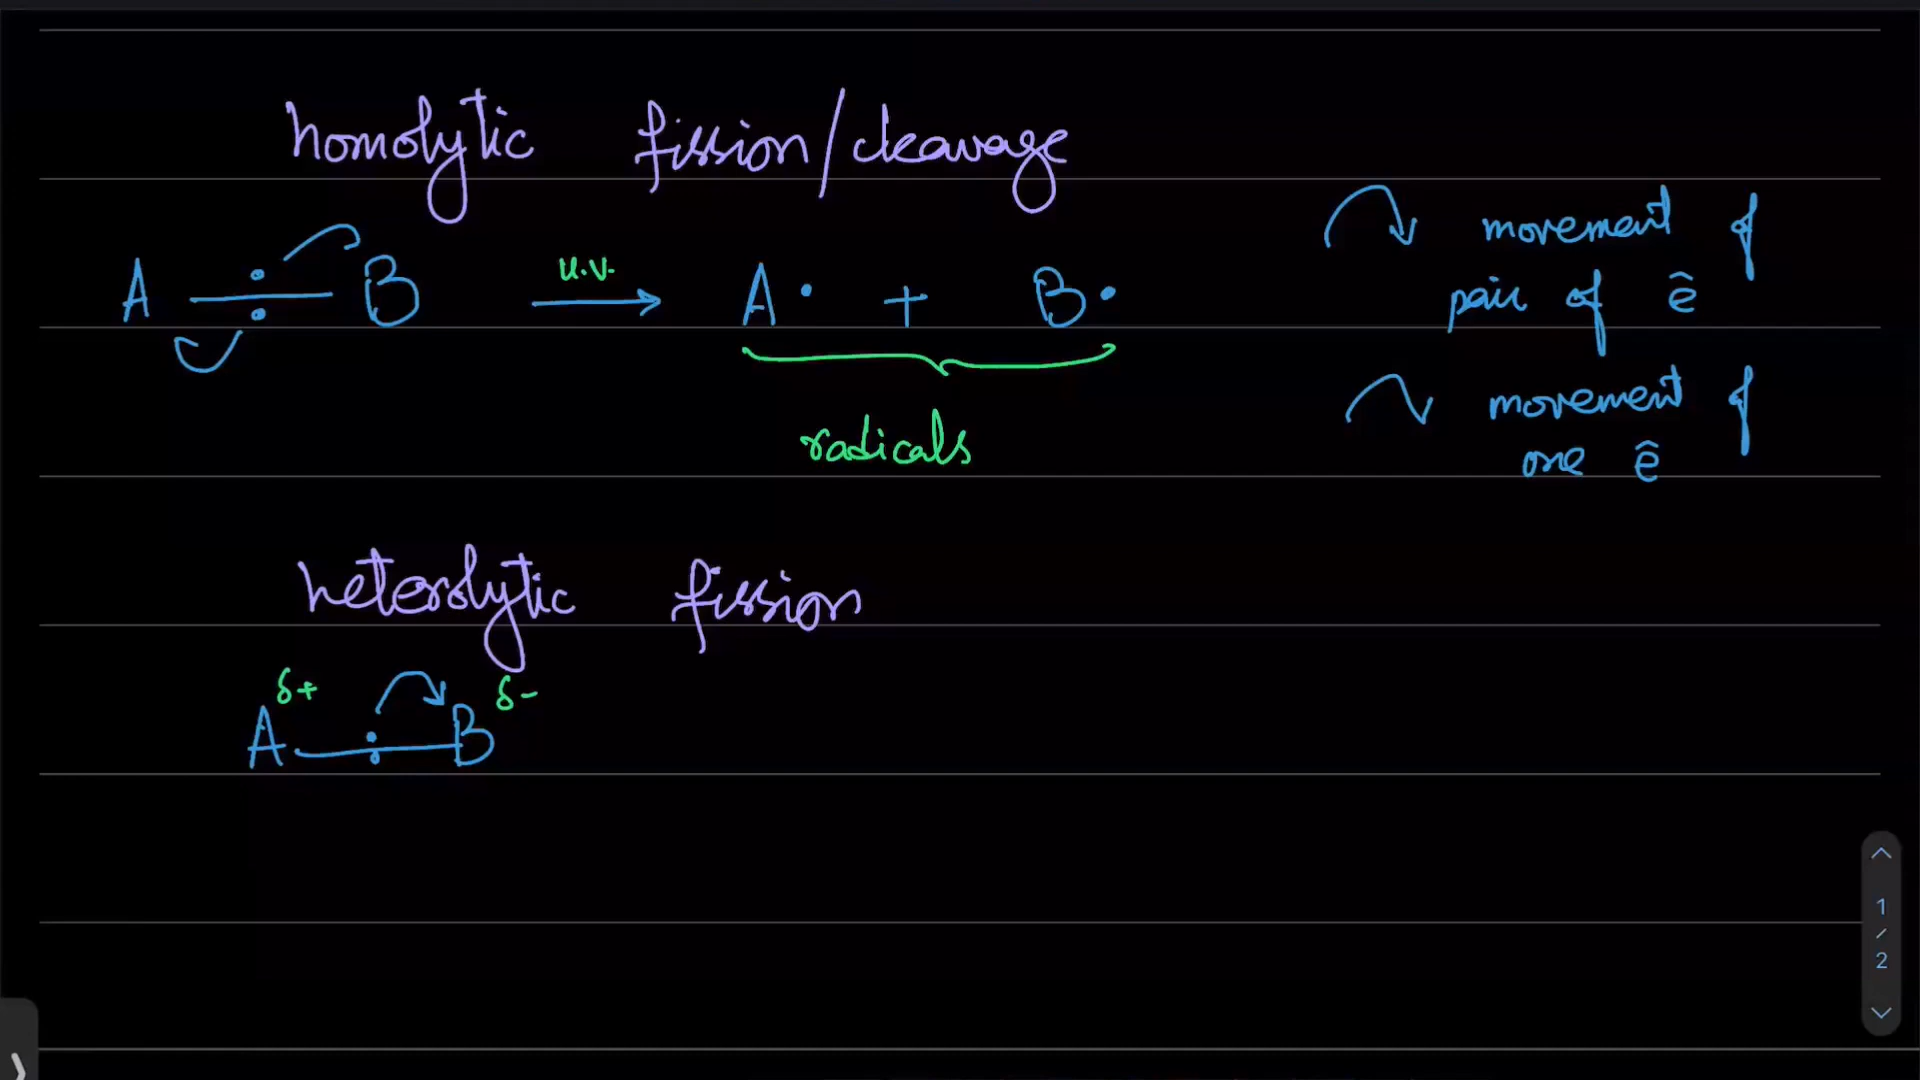 homolytic fission/cleavage
A : B u.v. → A• + B•
radicals
movement of
pair of ê
movement of
one ê
heterolytic fission
A δ+ : B δ-
1
/
2